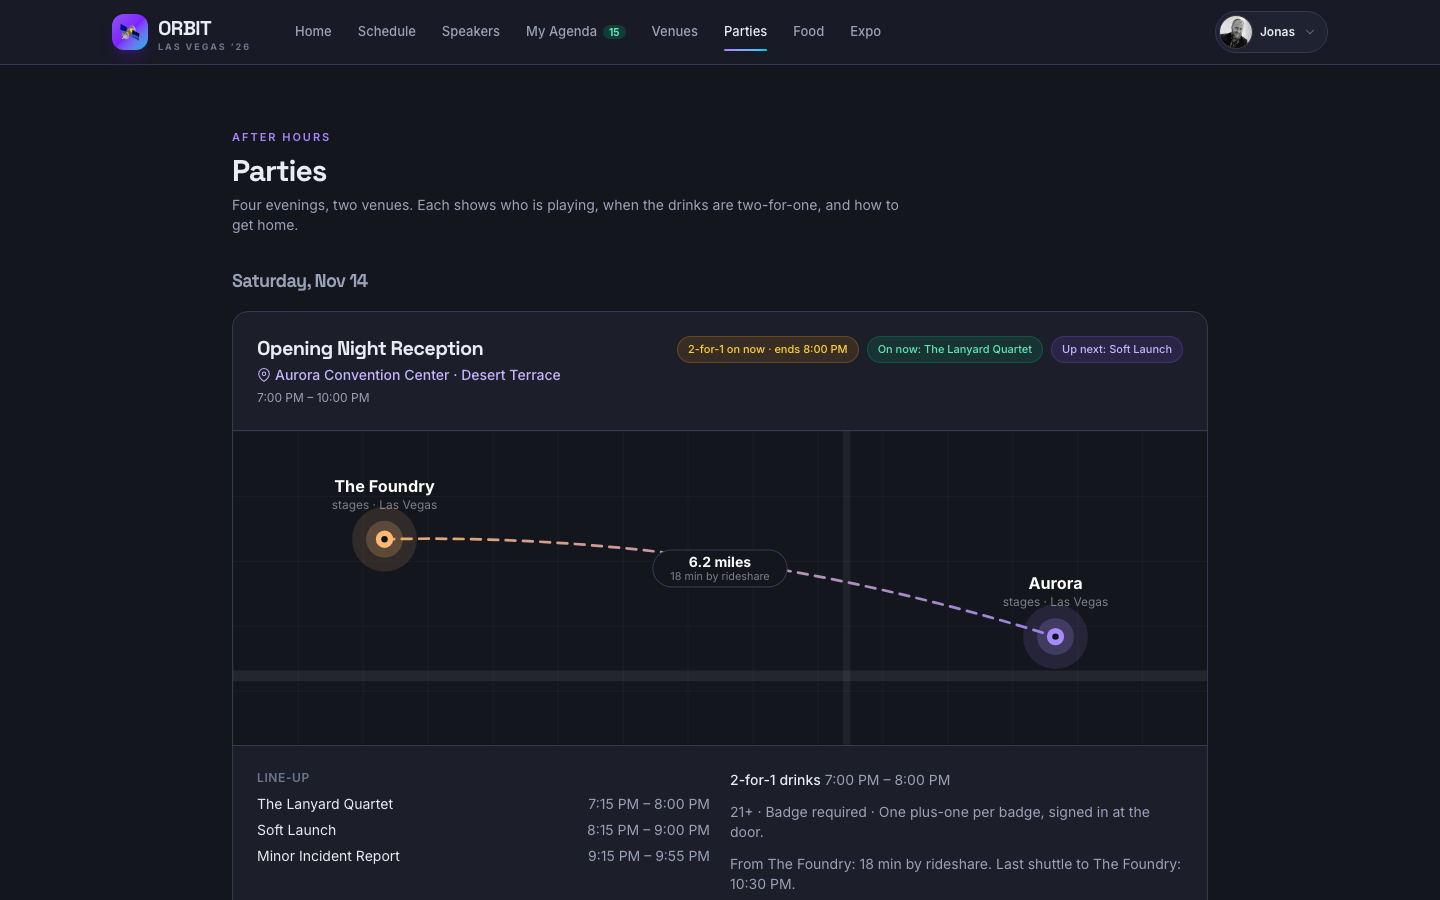 ORBIT
LAS VEGAS '26
Home
Schedule
Speakers
My Agenda 15
Venues
Parties
Food
Expo
Jonas
AFTER HOURS
Parties
Four evenings, two venues. Each shows who is playing, when the drinks are two-for-one, and how to
get home.
Saturday, Nov 14
Opening Night Reception
2-for-1 on now · ends 8:00 PM
On now: The Lanyard Quartet
Up next: Soft Launch
Aurora Convention Center · Desert Terrace
7:00 PM – 10:00 PM
The Foundry
stages · Las Vegas
6.2 miles
18 min by rideshare
Aurora
stages · Las Vegas
LINE-UP
The Lanyard Quartet 7:15 PM – 8:00 PM
Soft Launch 8:15 PM – 9:00 PM
Minor Incident Report 9:15 PM – 9:55 PM
2-for-1 drinks 7:00 PM – 8:00 PM
21+ · Badge required · One plus-one per badge, signed in at the
door.
From The Foundry: 18 min by rideshare. Last shuttle to The Foundry:
10:30 PM.